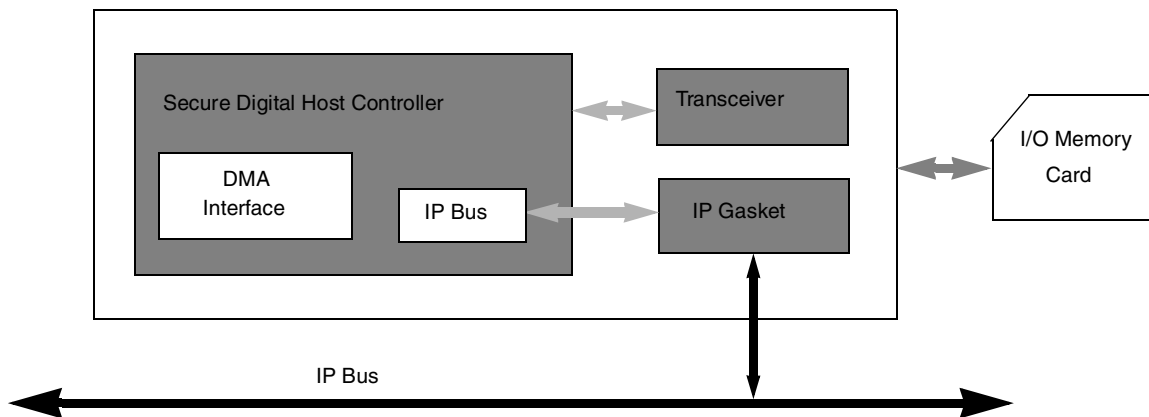 Secure Digital Host Controller
Transceiver
DMA
Interface
IP Bus
IP Gasket
I/O Memory
Card
IP Bus